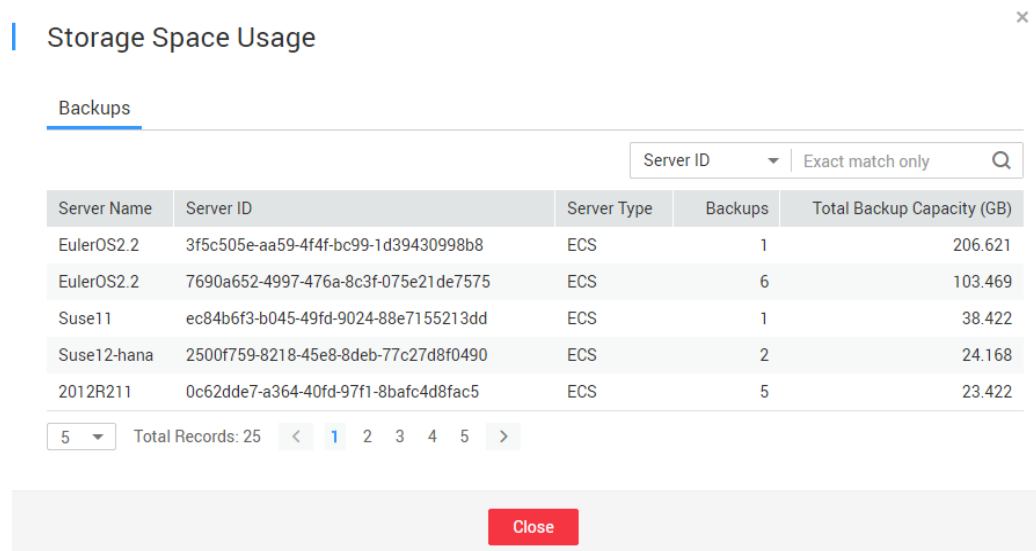 Storage Space Usage
×
Backups
Server ID Exact match only
Server Name Server ID Server Type Backups Total Backup Capacity (GB)
EulerOS2.2 3f5c505e-aa59-4f4f-bc99-1d39430998b8 ECS 1 206.621
EulerOS2.2 7690a652-4997-476a-8c3f-075e21de7575 ECS 6 103.469
Suse11 ec84b6f3-b045-49fd-9024-88e7155213dd ECS 1 38.422
Suse12-hana 2500f759-8218-45e8-8deb-77c27d8f0490 ECS 2 24.168
2012R211 0c62dde7-a364-40fd-97f1-8bafc4d8fac5 ECS 5 23.422
5 Total Records: 25 < 1 2 3 4 5 >
Close